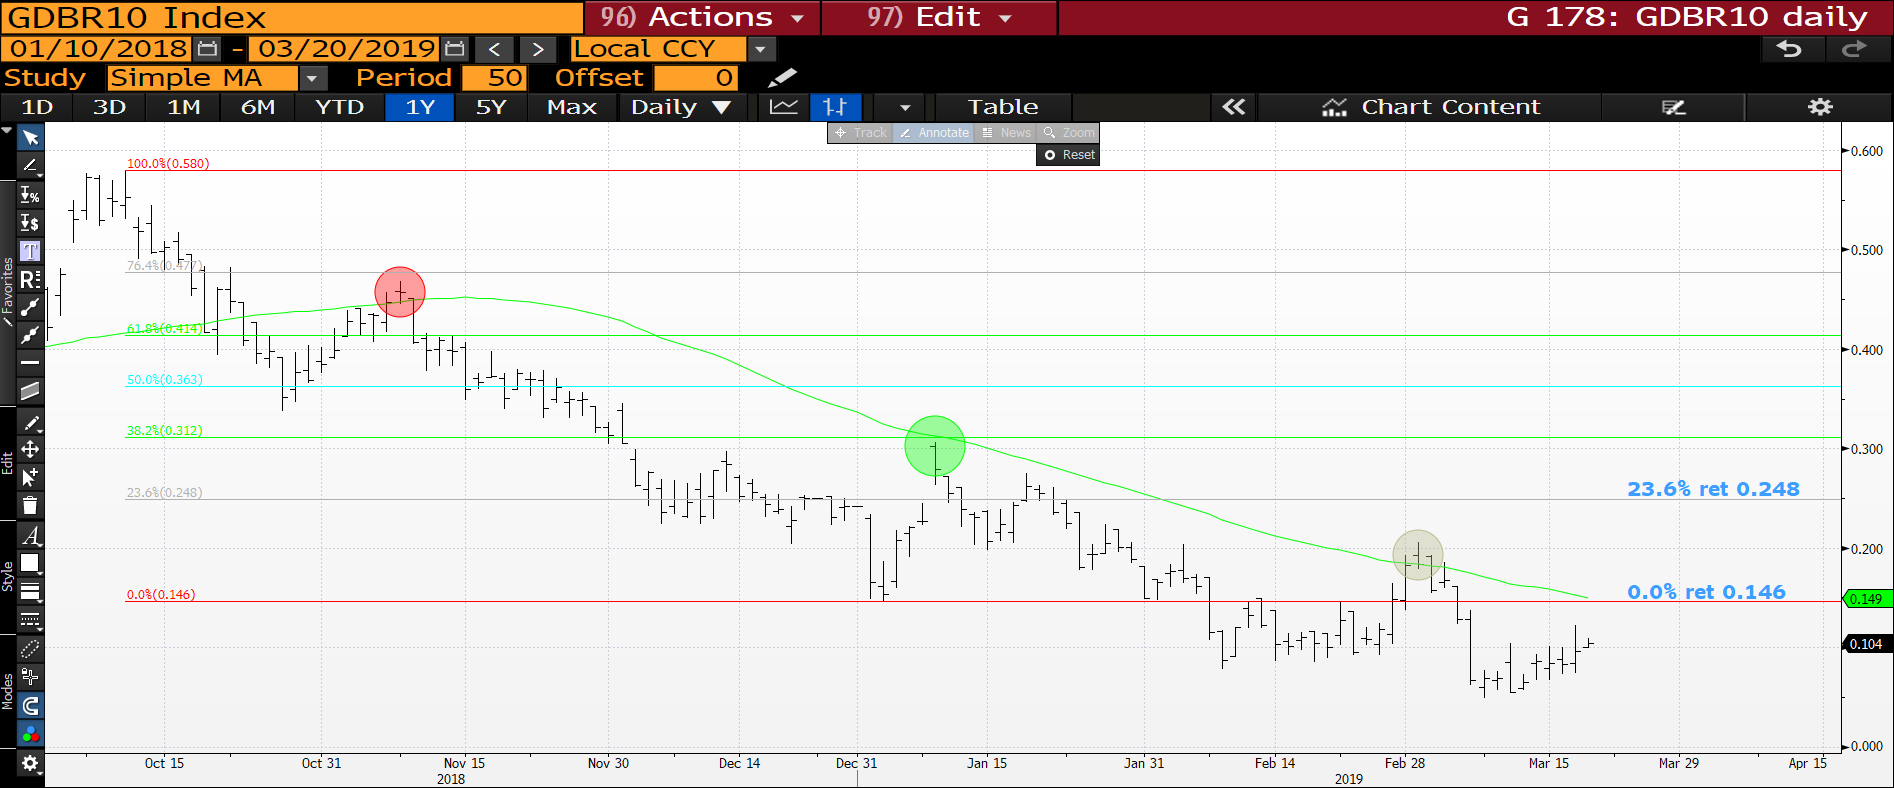 GDBR10 Index 96) Actions 97) Edit G 178: GDBR10 daily
01/10/2018 - 03/20/2019 < > Local CCY
Study Simple MA Period 50 Offset 0
1D 3D 1M 6M YTD 1Y 5Y Max Daily Table Chart Content
Track Annotate News Zoom
Reset
Favorites
Edit
Style
Modes
% 
$
T
R
A
100.0%(0.580)
76.4%(0.477)
61.8%(0.414)
50.0%(0.363)
38.2%(0.312)
23.6%(0.248)
0.0%(0.146)
23.6% ret 0.248
0.0% ret 0.146
0.600
0.500
0.400
0.300
0.200
0.149
0.104
0.000
Oct 15 Oct 31 Nov 15 Nov 30 Dec 14 Dec 31 Jan 15 Jan 31 Feb 14 Feb 28 Mar 15 Mar 29 Apr 15
2018 2019